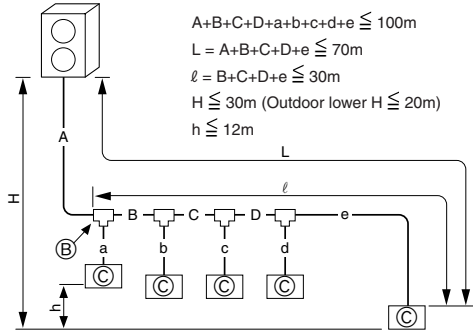 A+B+C+D+a+b+c+d+e ≦ 100m
L = A+B+C+D+e ≦ 70m
ℓ = B+C+D+e ≦ 30m
H ≦ 30m (Outdoor lower H ≦ 20m)
h ≦ 12m
A
L
H
ℓ
B C D e
Ⓑ
a b c d
Ⓒ Ⓒ Ⓒ Ⓒ
h
Ⓒ